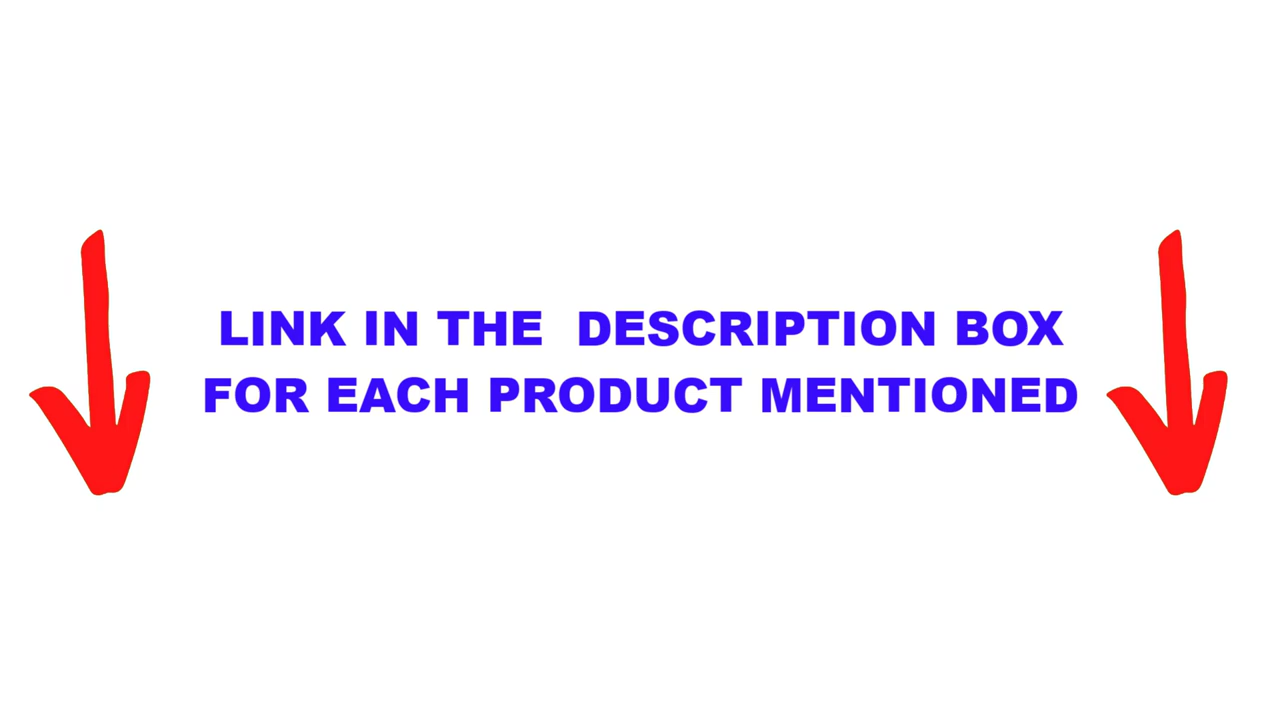 LINK IN THE  DESCRIPTION BOX
FOR EACH PRODUCT MENTIONED